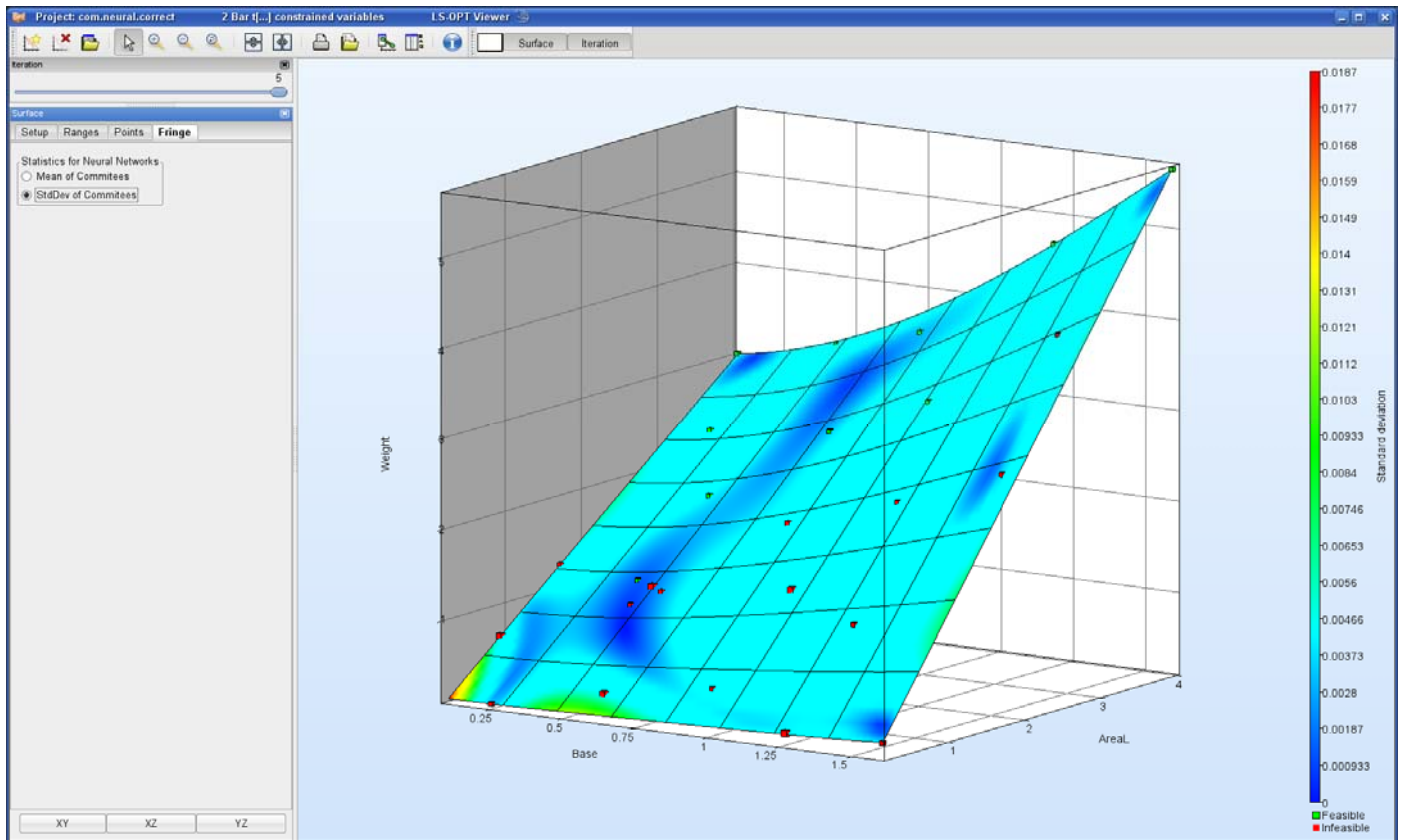 Project: com.neural.correct 2 Bar t[...] constrained variables LS-OPT Viewer
Surface Iteration
Iteration
5
Surface
Setup Ranges Points Fringe
Statistics for Neural Networks
Mean of Commitees
StdDev of Commitees
XY XZ YZ
Weight
5
4
3
2
1
0.25
0.5
0.75
1
1.25
1.5
Base
1
2
3
4
AreaL
0.0187
0.0177
0.0168
0.0159
0.0149
0.014
0.0131
0.0121
0.0112
0.0103
0.00933
0.0084
0.00746
0.00653
0.0056
0.00466
0.00373
0.0028
0.00187
0.000933
0
Standard deviation
Feasible
Infeasible